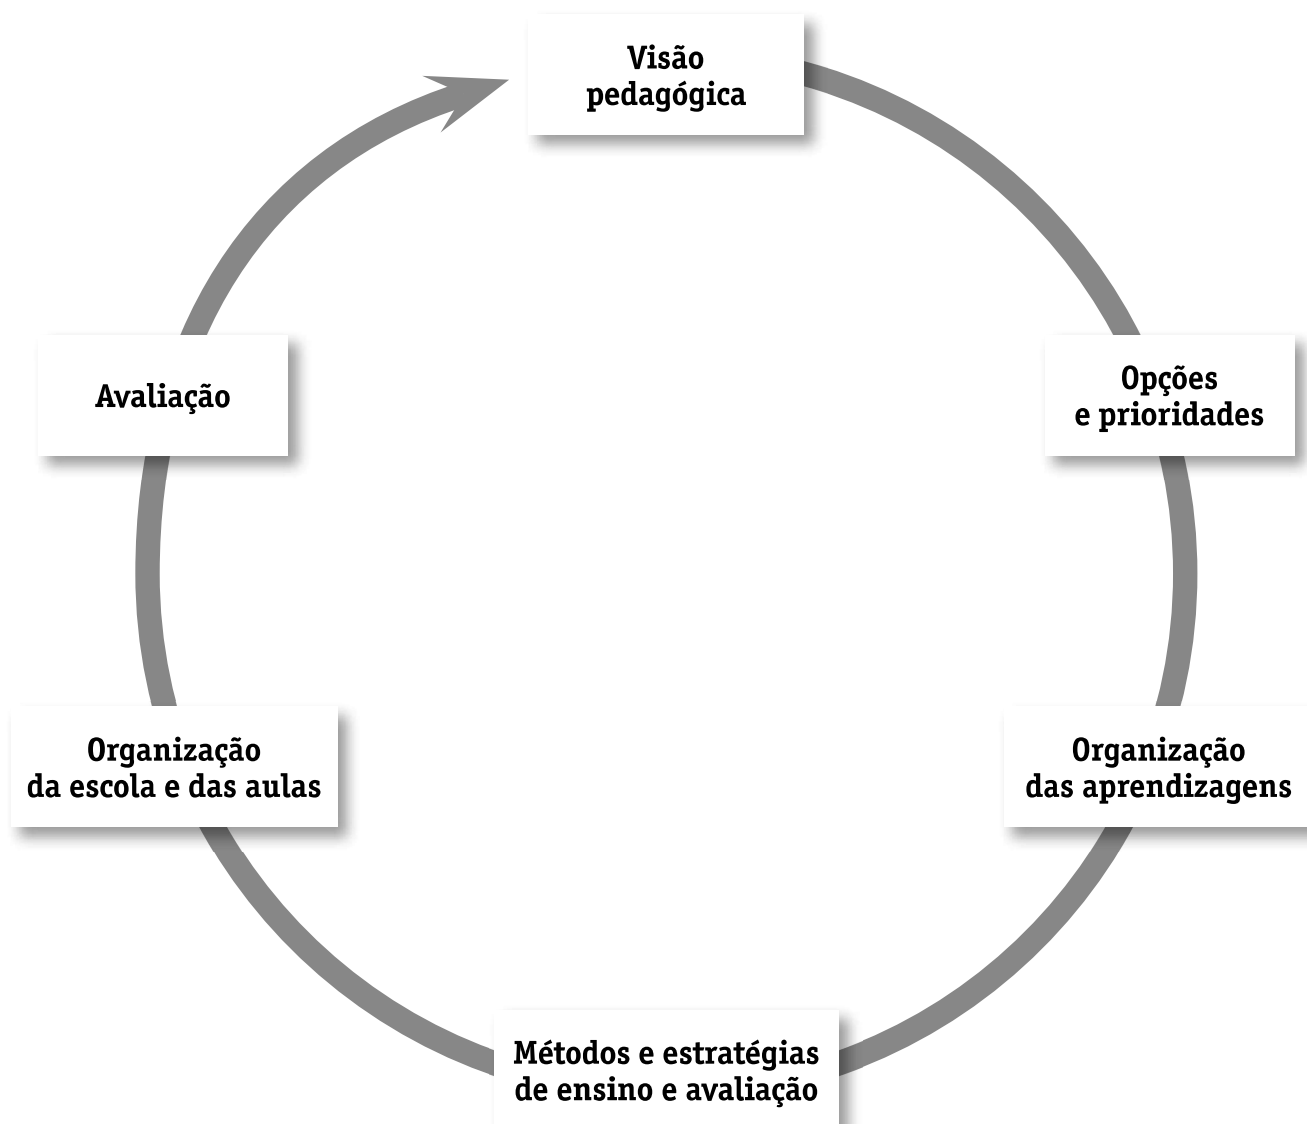 Visão
pedagógica
Opções
e prioridades
Organização
das aprendizagens
Métodos e estratégias
de ensino e avaliação
Organização
da escola e das aulas
Avaliação